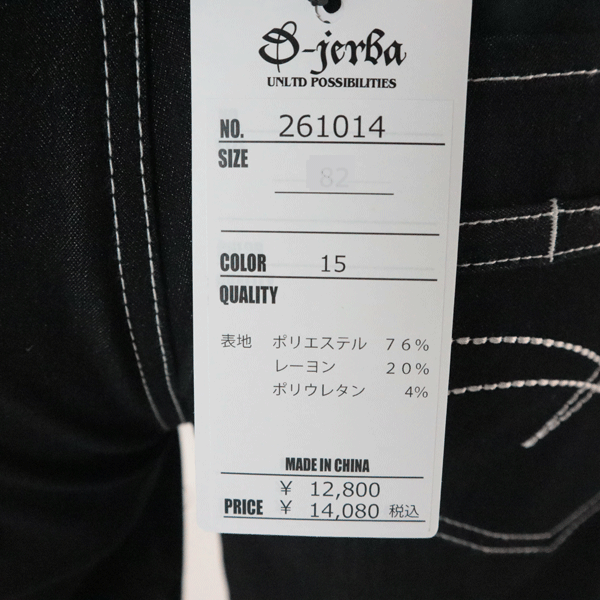 D-jerba
UNLTD POSSIBILITIES
NO. 261014
SIZE 82
COLOR 15
QUALITY
表地 ポリエステル 76%
レーヨン 20%
ポリウレタン 4%
MADE IN CHINA
¥ 12,800
PRICE ¥ 14,080 税込